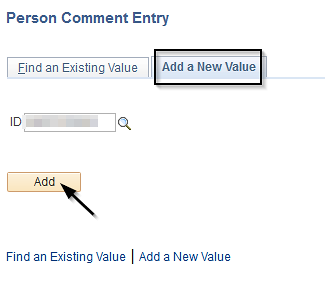 Person Comment Entry
Find an Existing Value Add a New Value
ID
Add
Find an Existing Value | Add a New Value